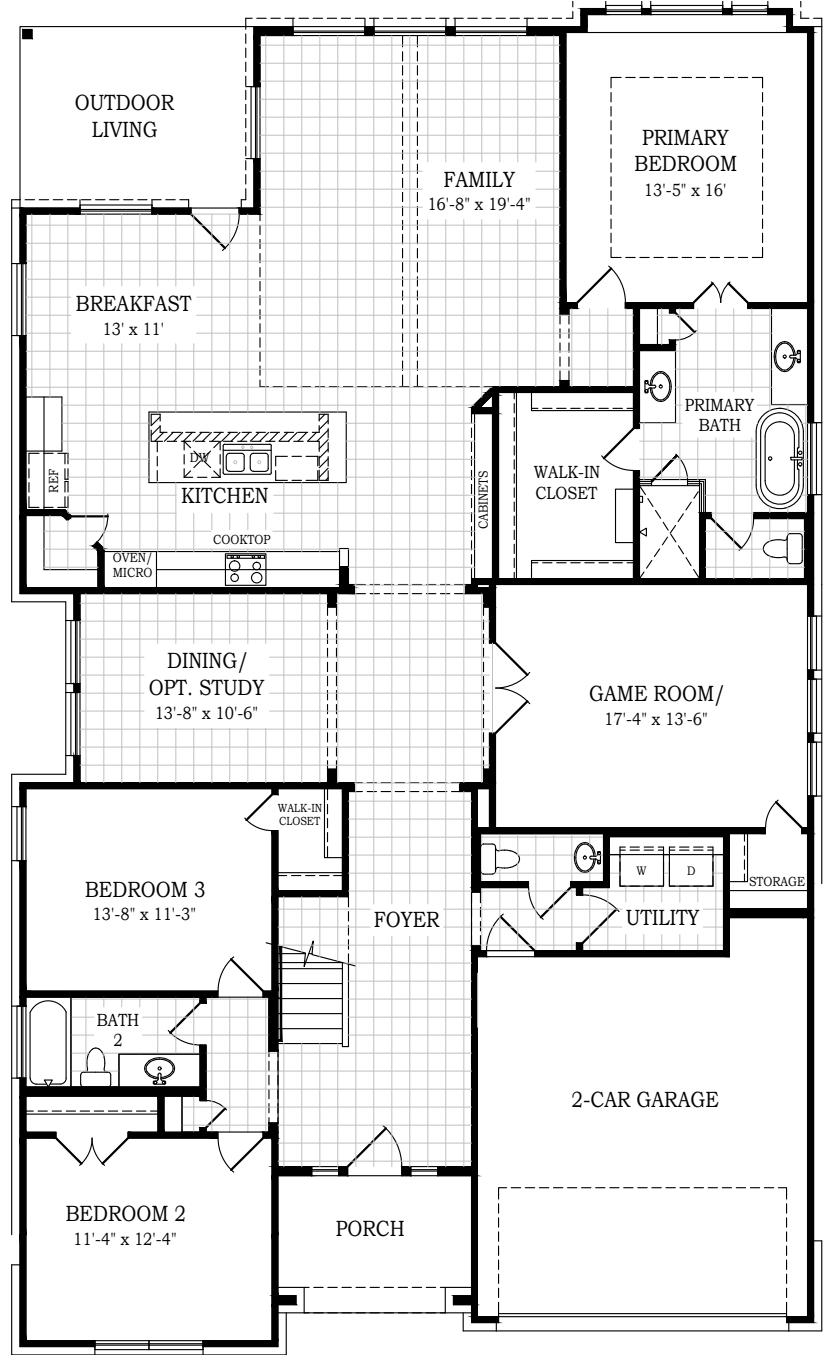 OUTDOOR
LIVING
PRIMARY
BEDROOM
13'-5" x 16'
FAMILY
16'-8" x 19'-4"
BREAKFAST
13' x 11'
PRIMARY
BATH
DW
REF
KITCHEN
CABINETS
WALK-IN
CLOSET
COOKTOP
OVEN/
MICRO
DINING/
OPT. STUDY
13'-8" x 10'-6"
GAME ROOM/
17'-4" x 13'-6"
WALK-IN
CLOSET
BEDROOM 3
13'-8" x 11'-3"
W
D
STORAGE
FOYER
UTILITY
BATH
2
2-CAR GARAGE
BEDROOM 2
11'-4" x 12'-4"
PORCH